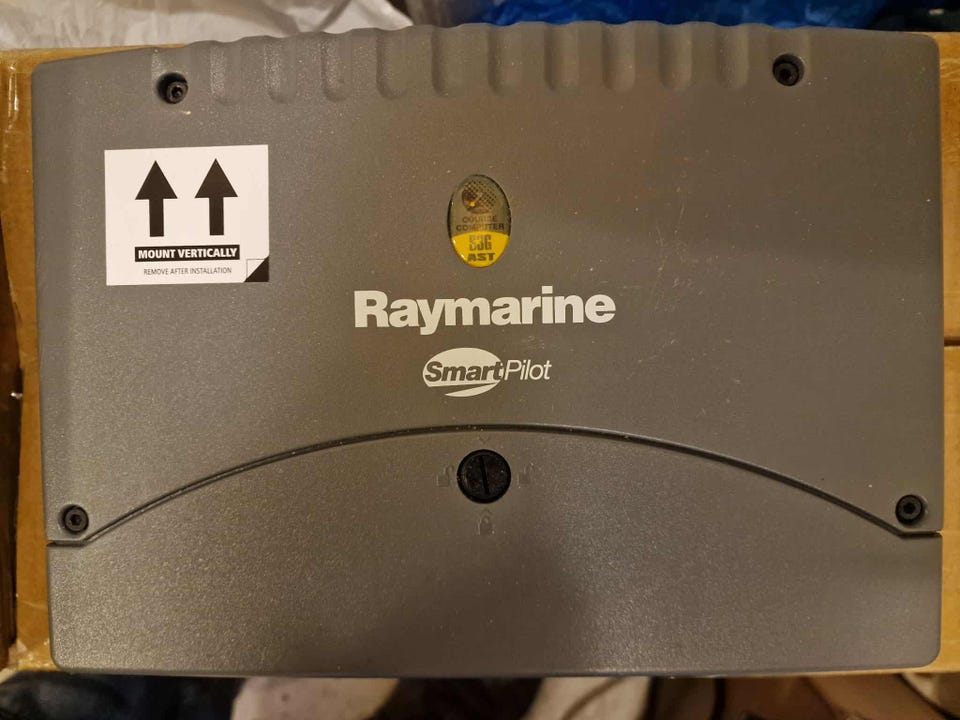 MOUNT VERTICALLY
REMOVE AFTER INSTALLATION
COURSE
COMPUTER
S3G
AST
Raymarine
SmartPilot